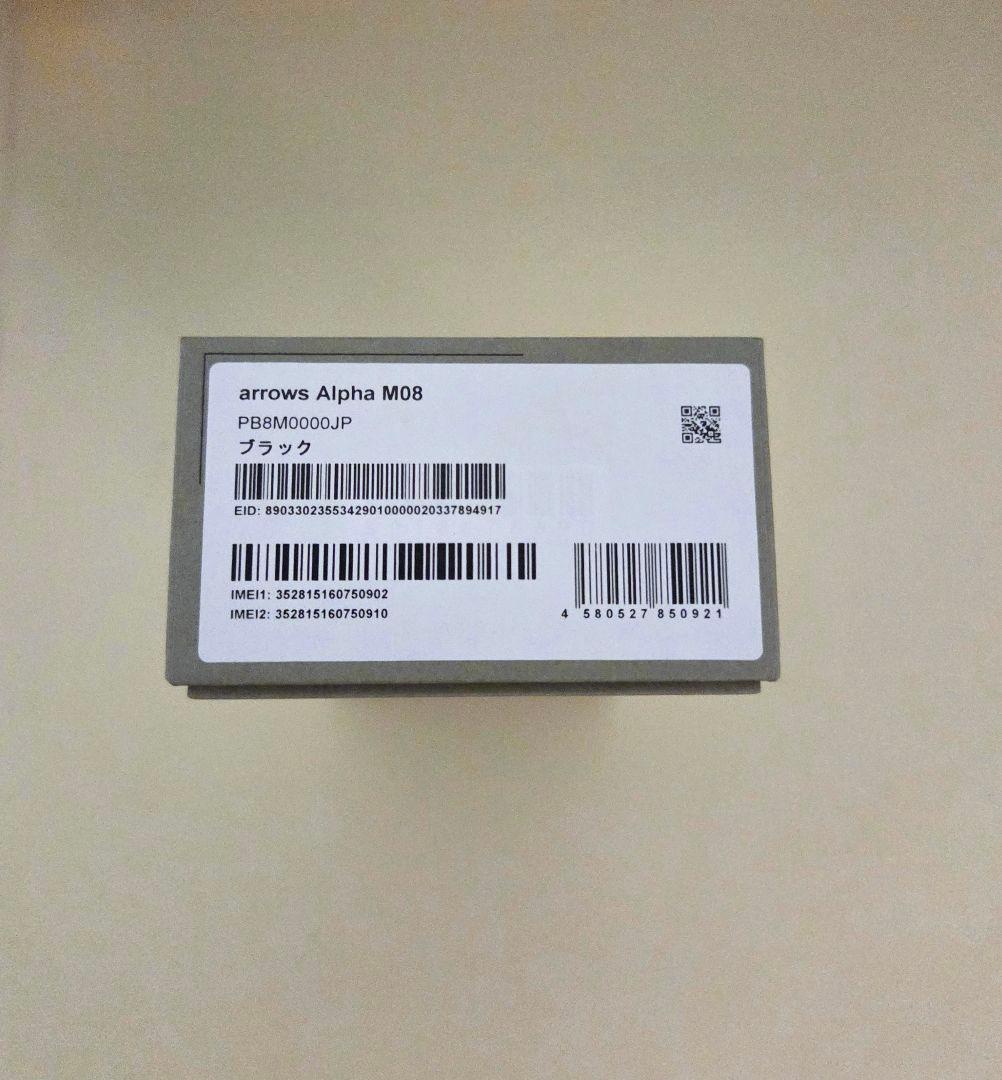 arrows Alpha M08
PB8M0000JP
ブラック
EID: 89033023553429010000020337894917
IMEI1: 352815160750902
IMEI2: 352815160750910
4 580527 850921